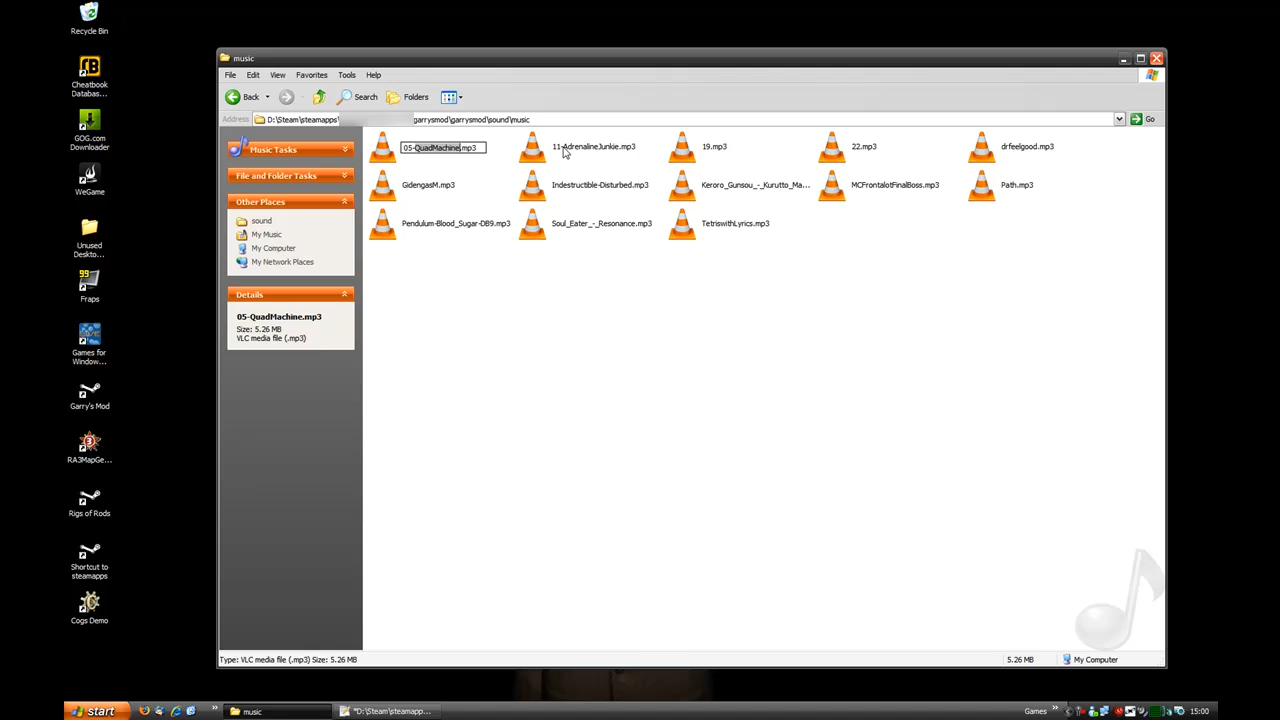 Recycle Bin
Cheatbook
Databas...
GOG.com
Downloader
WeGame
Unused
Deskto...
99
Fraps
Games for
Window...
Garry's Mod
3
RA3MapGe...
Rigs of Rods
Shortcut to
steamapps
Cogs Demo
music
File Edit View Favorites Tools Help
Back Search Folders
Address D:\Steam\steamapps\ garrysmod\garrysmod\sound\music Go
Music Tasks
File and Folder Tasks
Other Places
sound
My Music
My Computer
My Network Places
Details
05-QuadMachine.mp3
Size: 5.26 MB
VLC media file (.mp3)
05-QuadMachine.mp3 11-AdrenalineJunkie.mp3 19.mp3 22.mp3 drfeelgood.mp3
GidengasM.mp3 Indestructible-Disturbed.mp3 Keroro_Gunsou_-_Kurutto_Ma... MCFrontalotFinalBoss.mp3 Path.mp3
Pendulum-Blood_Sugar-DB9.mp3 Soul_Eater_-_Resonance.mp3 TetriswithLyrics.mp3
Type: VLC media file (.mp3) Size: 5.26 MB 5.26 MB My Computer
start music *D:\Steam\steamapp... Games 15:00